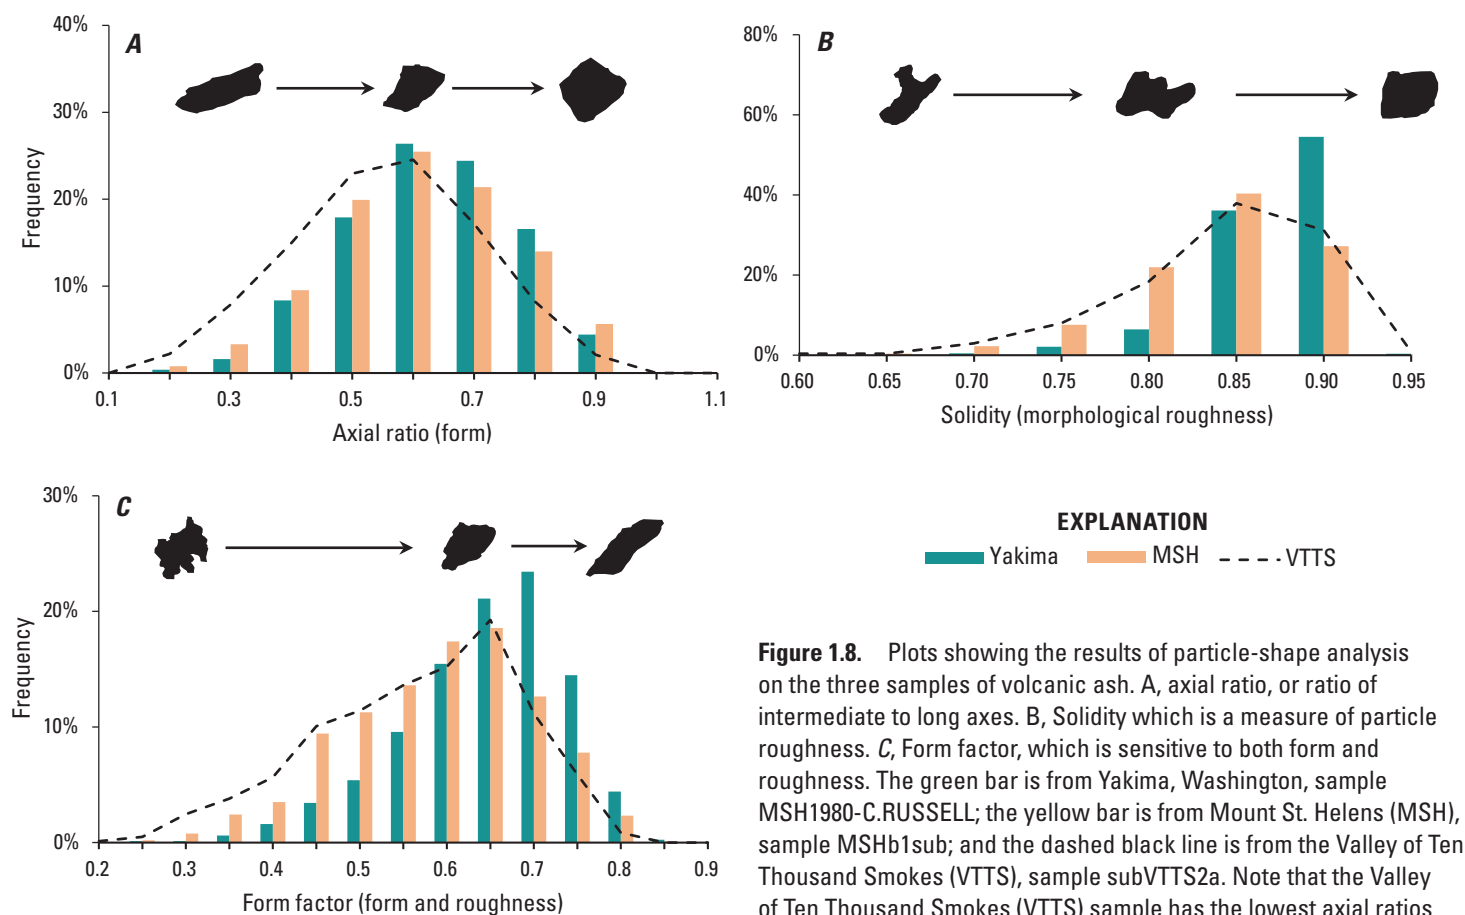 A
40%
30%
20%
10%
0%
Frequency
0.1 0.3 0.5 0.7 0.9 1.1
Axial ratio (form)
B
80%
60%
40%
20%
0%
0.60 0.65 0.70 0.75 0.80 0.85 0.90 0.95
Solidity (morphological roughness)
C
30%
20%
10%
0%
Frequency
0.2 0.3 0.4 0.5 0.6 0.7 0.8 0.9
Form factor (form and roughness)
EXPLANATION
Yakima MSH VTTS
Figure 1.8. Plots showing the results of particle-shape analysis
on the three samples of volcanic ash. A, axial ratio, or ratio of
intermediate to long axes. B, Solidity which is a measure of particle
roughness. C, Form factor, which is sensitive to both form and
roughness. The green bar is from Yakima, Washington, sample
MSH1980-C.RUSSELL; the yellow bar is from Mount St. Helens (MSH),
sample MSHb1sub; and the dashed black line is from the Valley of Ten
Thousand Smokes (VTTS), sample subVTTS2a. Note that the Valley
of Ten Thousand Smokes (VTTS) sample has the lowest axial ratios